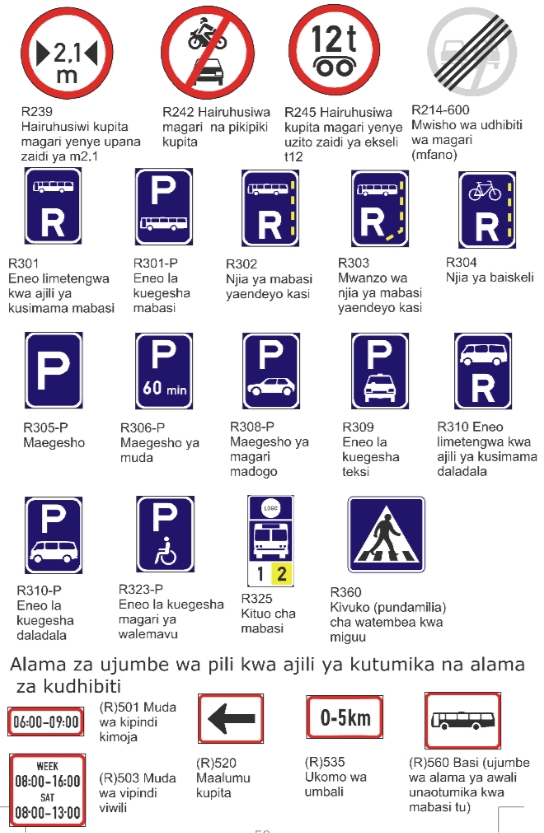 2,1
m
12t
R239
Hairuhusiwi kupita
magari yenye upana
zaidi ya m2.1
R242 Hairuhusiwa
magari na pikipiki
kupita
R245 Hairuhusiwa
kupita magari yenye
uzito zaidi ya ekseli
t12
R214-600
Mwisho wa udhibiti
wa magari
(mfano)
R
P
R
R
R301
Eneo limetengwa
kwa ajili ya
kusimama mabasi
R301-P
Eneo la
kuegesha
mabasi
R302
Njia ya mabasi
yaendeyo kasi
R303
Mwanzo wa
njia ya mabasi
yaendeyo kasi
R304
Njia ya baiskeli
R
P
P
60 min
P
P
R
R305-P
Maegesho
R306-P
Maegesho ya
muda
R308-P
Maegesho ya
magari
madogo
R309
Eneo la
kuegesha
teksi
R310 Eneo
limetengwa kwa
ajili ya kusimama
daladala
P
P
LOGO
1 2
R310-P
Eneo la
kuegesha
daladala
R323-P
Eneo la kuegesha
magari ya
walemavu
R325
Kituo cha
mabasi
R360
Kivuko (pundamilia)
cha watembea kwa
miguu
Alama za ujumbe wa pili kwa ajili ya kutumika na alama
za kudhibiti
06:00-09:00
(R)501 Muda
wa kipindi
kimoja
WEEK
08:00-16:00
SAT
08:00-13:00
(R)503 Muda
wa vipindi
viwili
(R)520
Maalumu
kupita
0-5km
(R)535
Ukomo wa
umbali
(R)560 Basi (ujumbe
wa alama ya awali
unaotumika kwa
mabasi tu)